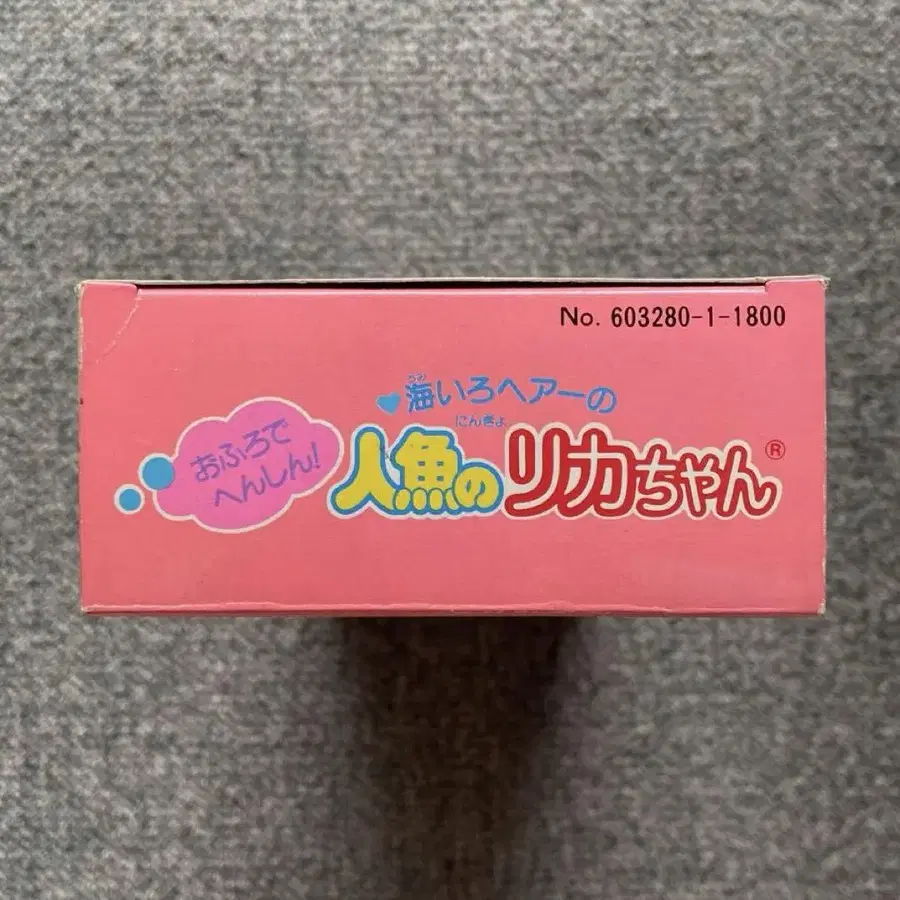 No. 603280-1-1800
うみ
♥海いろヘアーの
おふろで
へんしん!
にんぎょ
人魚のリカちゃん®